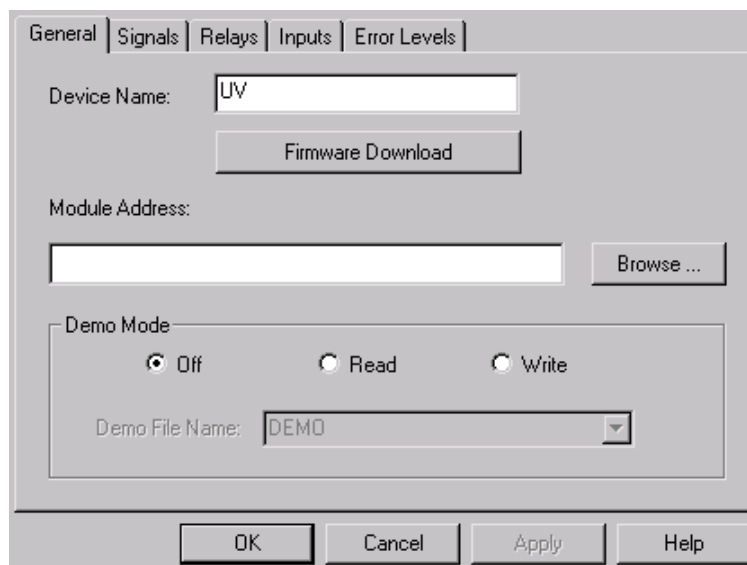 General Signals Relays Inputs Error Levels
Device Name: UV
Firmware Download
Module Address:
Browse ...
Demo Mode
Off Read Write
Demo File Name: DEMO
OK Cancel Apply Help